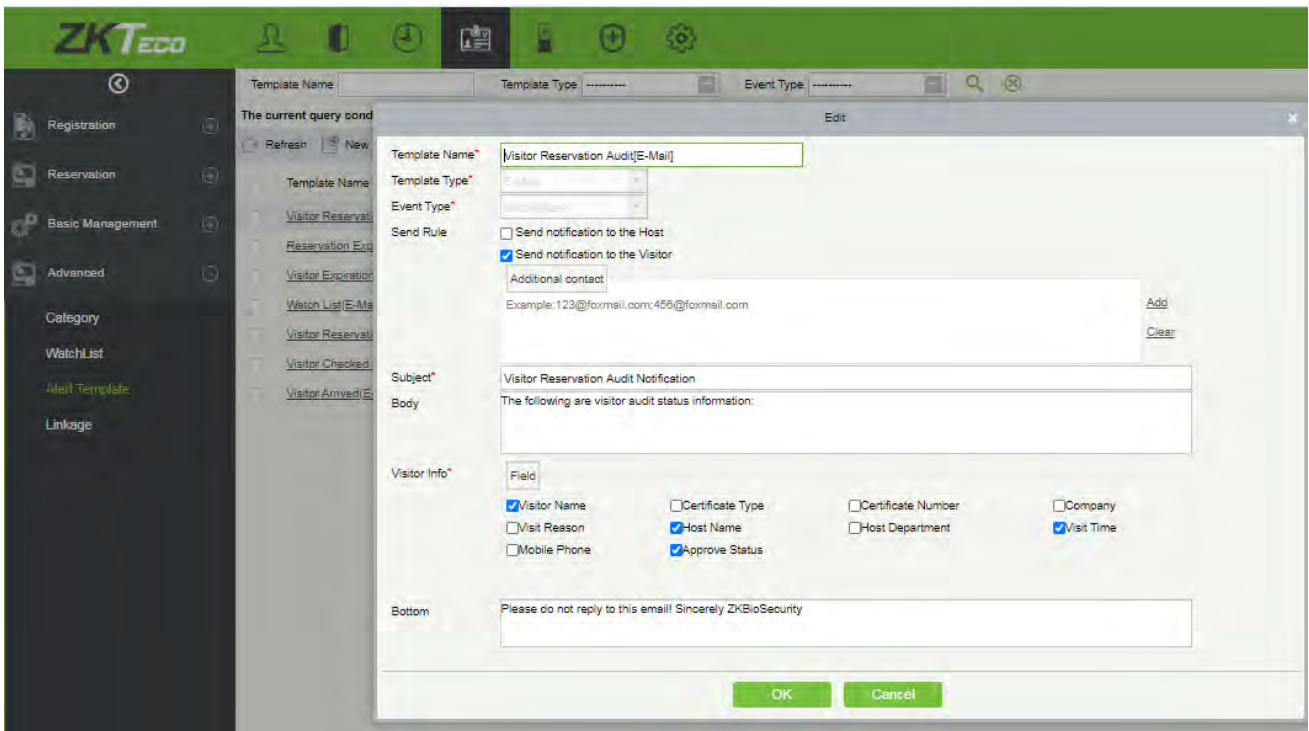 ZKTeco
Template Name Template Type ---------- Event Type ----------
The current query cond
Edit
Registration
Refresh New
Template Name* Visitor Reservation Audit[E-Mail]
Reservation
Template Name
Template Type*
Visitor Reservati
Event Type*
Basic Management
Send Rule Send notification to the Host
Reservation Exp
Send notification to the Visitor
Advanced
Visitor Expiration
Additional contact
Watch List(E-Ma
Example:123@foxmail.com;456@foxmail.com Add
Category
Visitor Reservati
Clear
WatchList
Visitor Checked
Subject* Visitor Reservation Audit Notification
Alert Template
Visitor Arrived(E-
Body The following are visitor audit status information:
Linkage
Visitor Info* Field
Visitor Name Certificate Type Certificate Number Company
Visit Reason Host Name Host Department Visit Time
Mobile Phone Approve Status
Bottom Please do not reply to this email! Sincerely ZKBioSecurity
OK Cancel